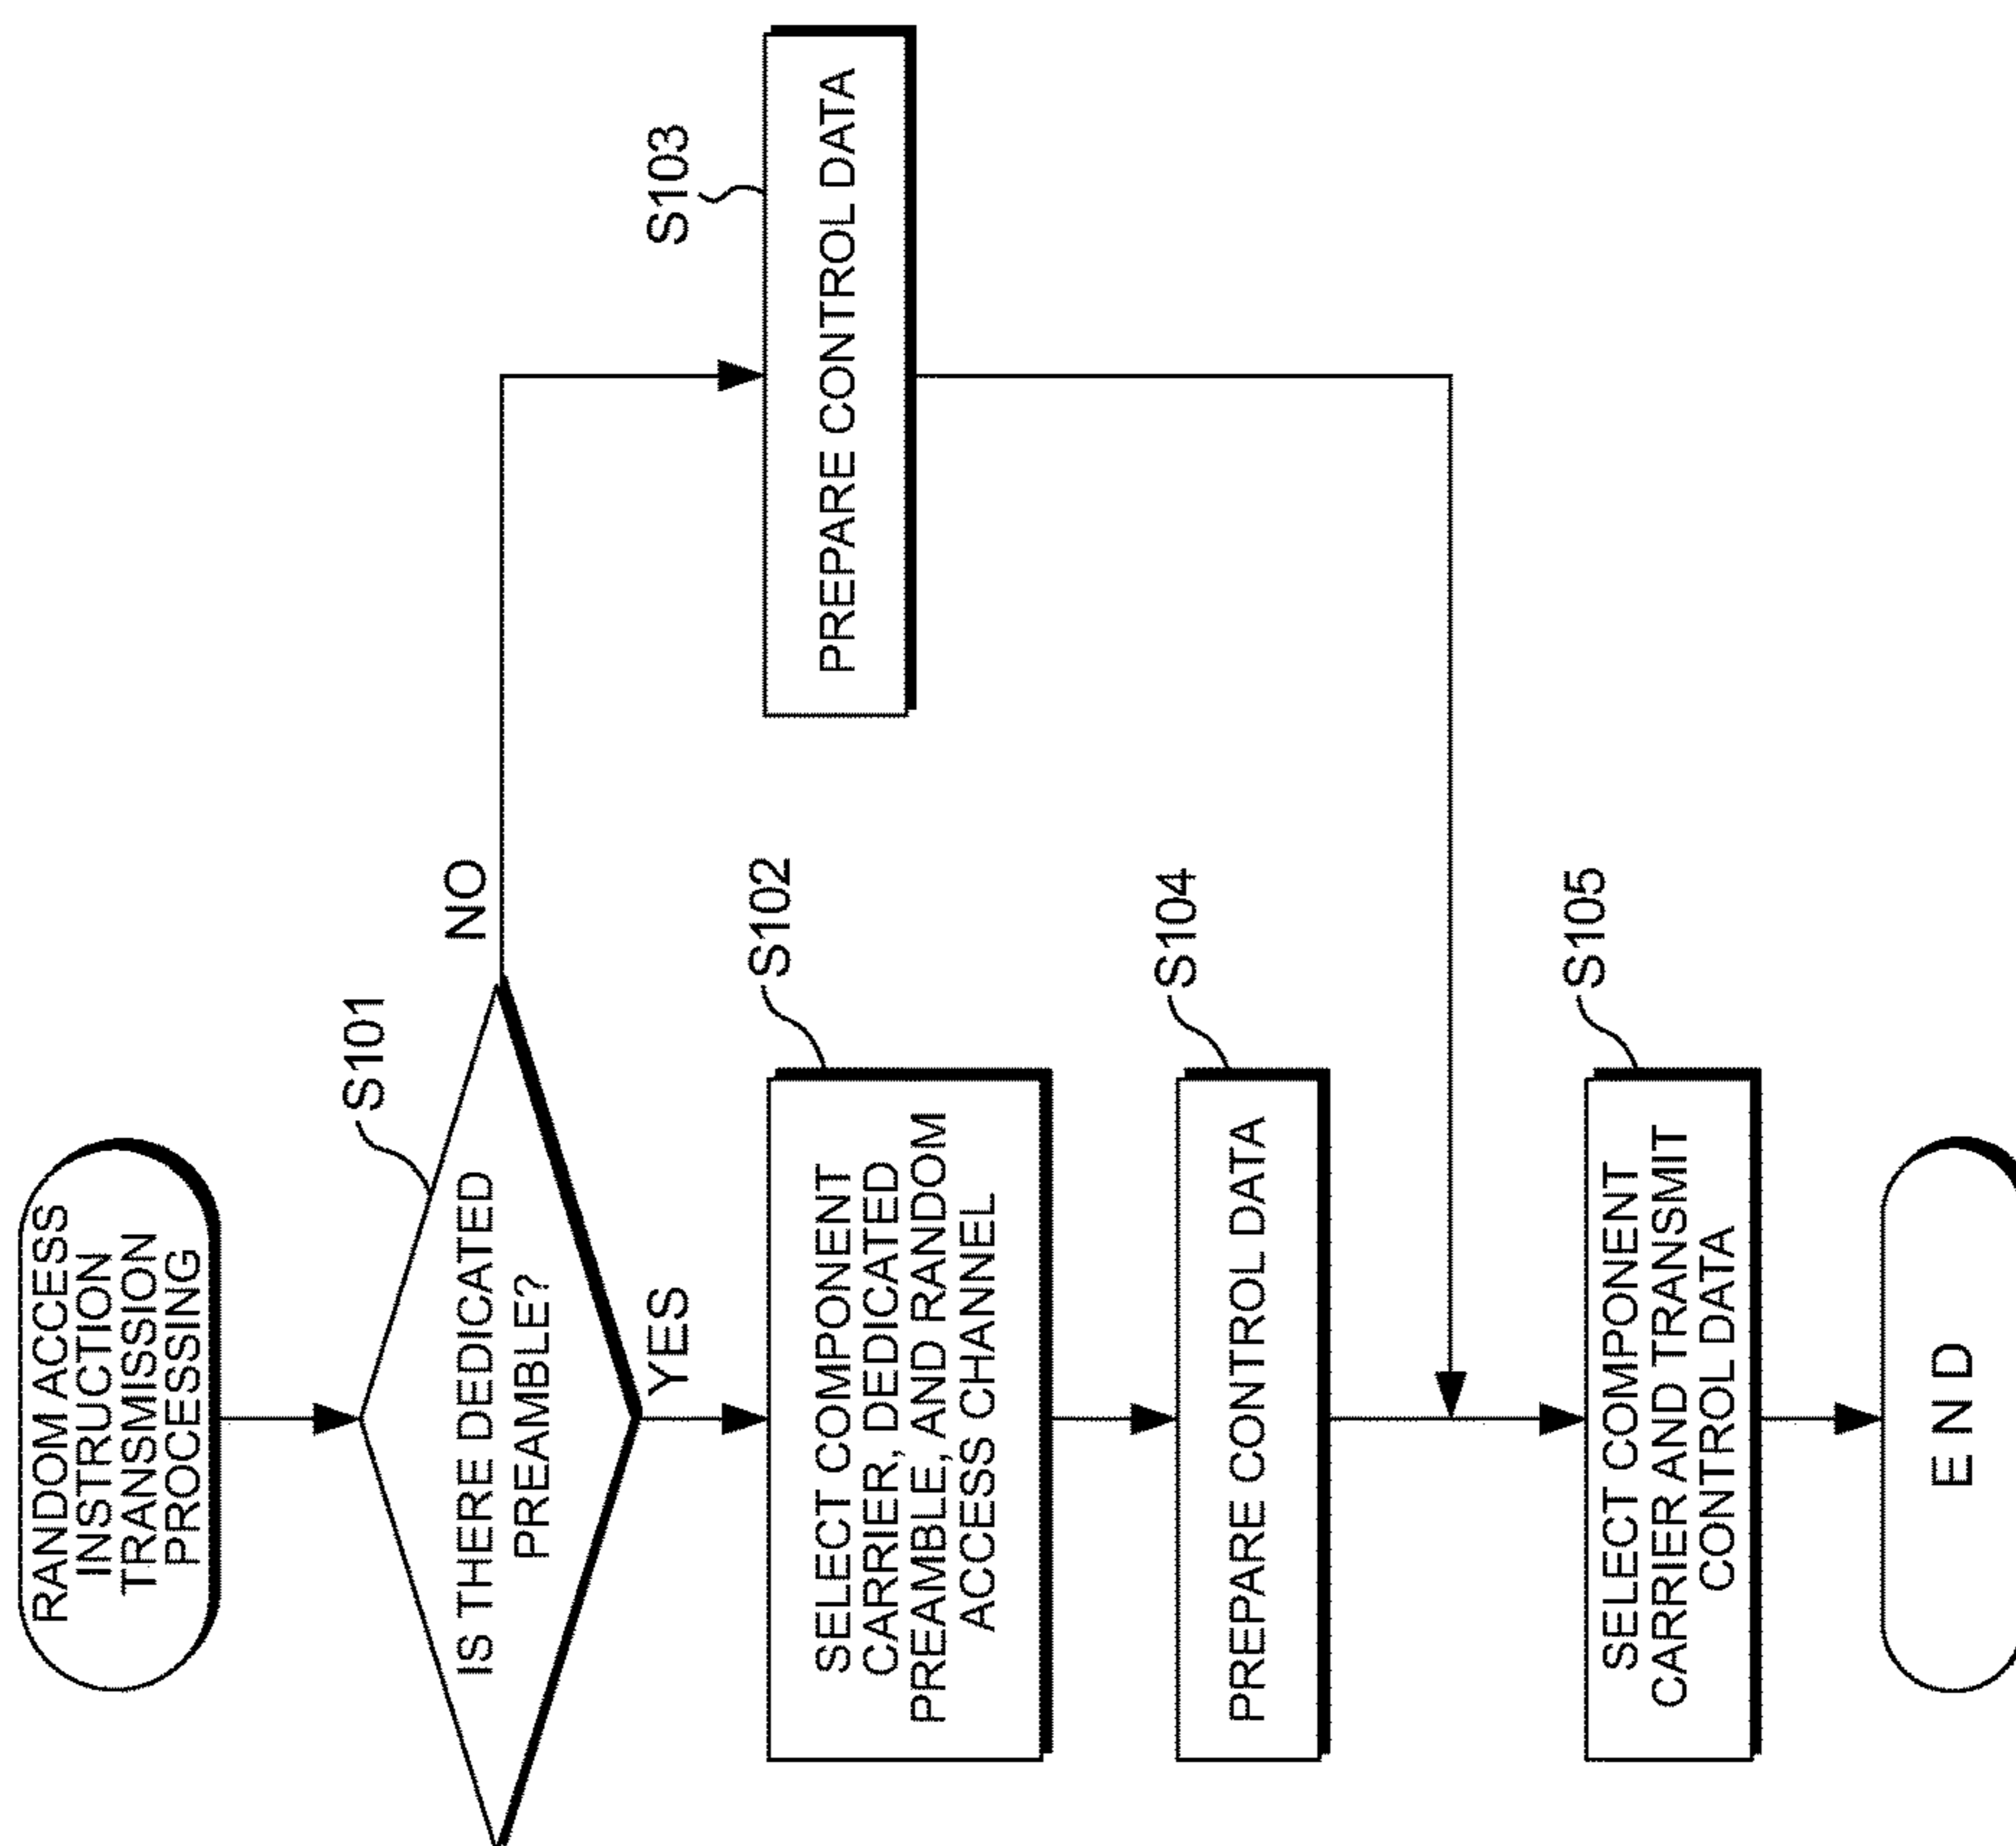 RANDOM ACCESS
INSTRUCTION
TRANSMISSION
PROCESSING
S101
IS THERE DEDICATED
PREAMBLE?
NO
YES
S102
SELECT COMPONENT
CARRIER, DEDICATED
PREAMBLE, AND RANDOM
ACCESS CHANNEL
S103
PREPARE CONTROL DATA
S104
PREPARE CONTROL DATA
S105
SELECT COMPONENT
CARRIER AND TRANSMIT
CONTROL DATA
END